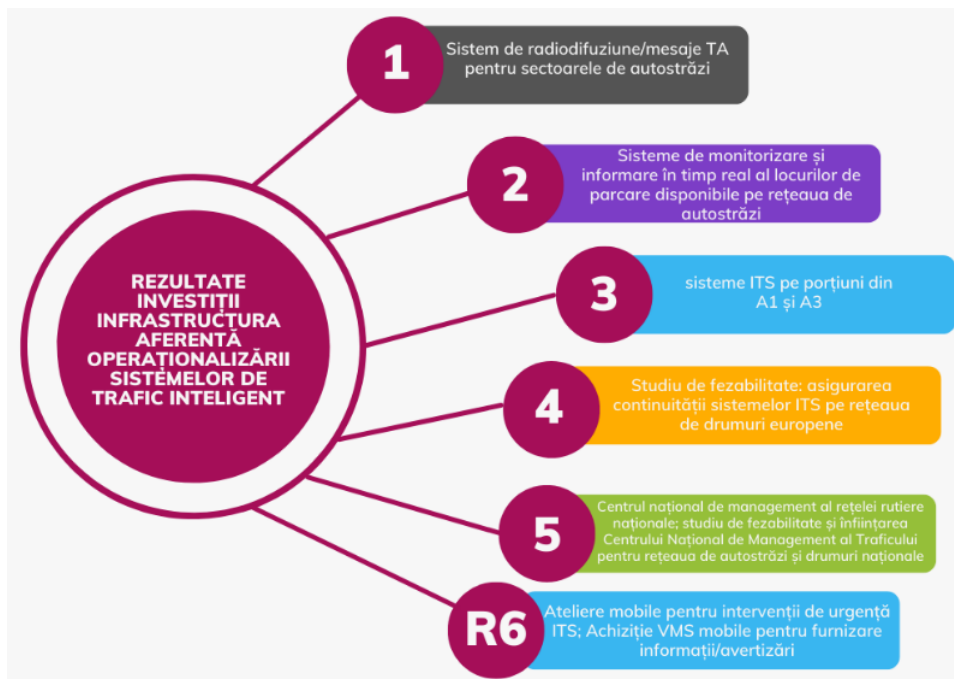 1
Sistem de radiodifuziune/mesaje TA
pentru sectoarele de autostrăzi
2
Sisteme de monitorizare și
informare în timp real al locurilor de
parcare disponibile pe rețeaua de
autostrăzi
REZULTATE
INVESTIȚII
INFRASTRUCTURA
AFERENTĂ
OPERAȚIONALIZĂRII
SISTEMELOR DE
TRAFIC INTELIGENT
3
sisteme ITS pe porțiuni din
A1 și A3
4
Studiu de fezabilitate: asigurarea
continuității sistemelor ITS pe rețeaua
de drumuri europene
5
Centrul național de management al rețelei rutiere
naționale; studiu de fezabilitate și înființarea
Centrului Național de Management al Traficului
pentru rețeaua de autostrăzi și drumuri naționale
R6
Ateliere mobile pentru intervenții de urgență
ITS; Achiziție VMS mobile pentru furnizare
informații/avertizări